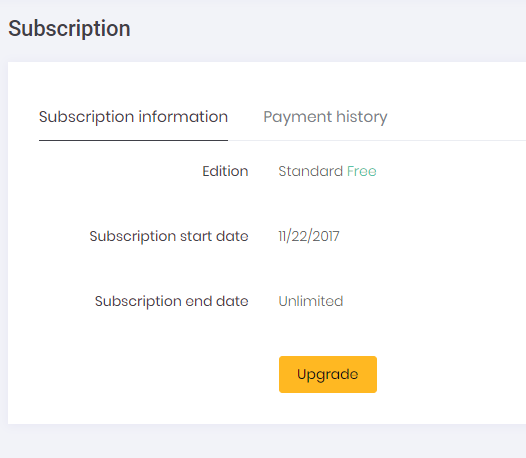 Subscription
Subscription information Payment history
Edition Standard Free
Subscription start date 11/22/2017
Subscription end date Unlimited
Upgrade